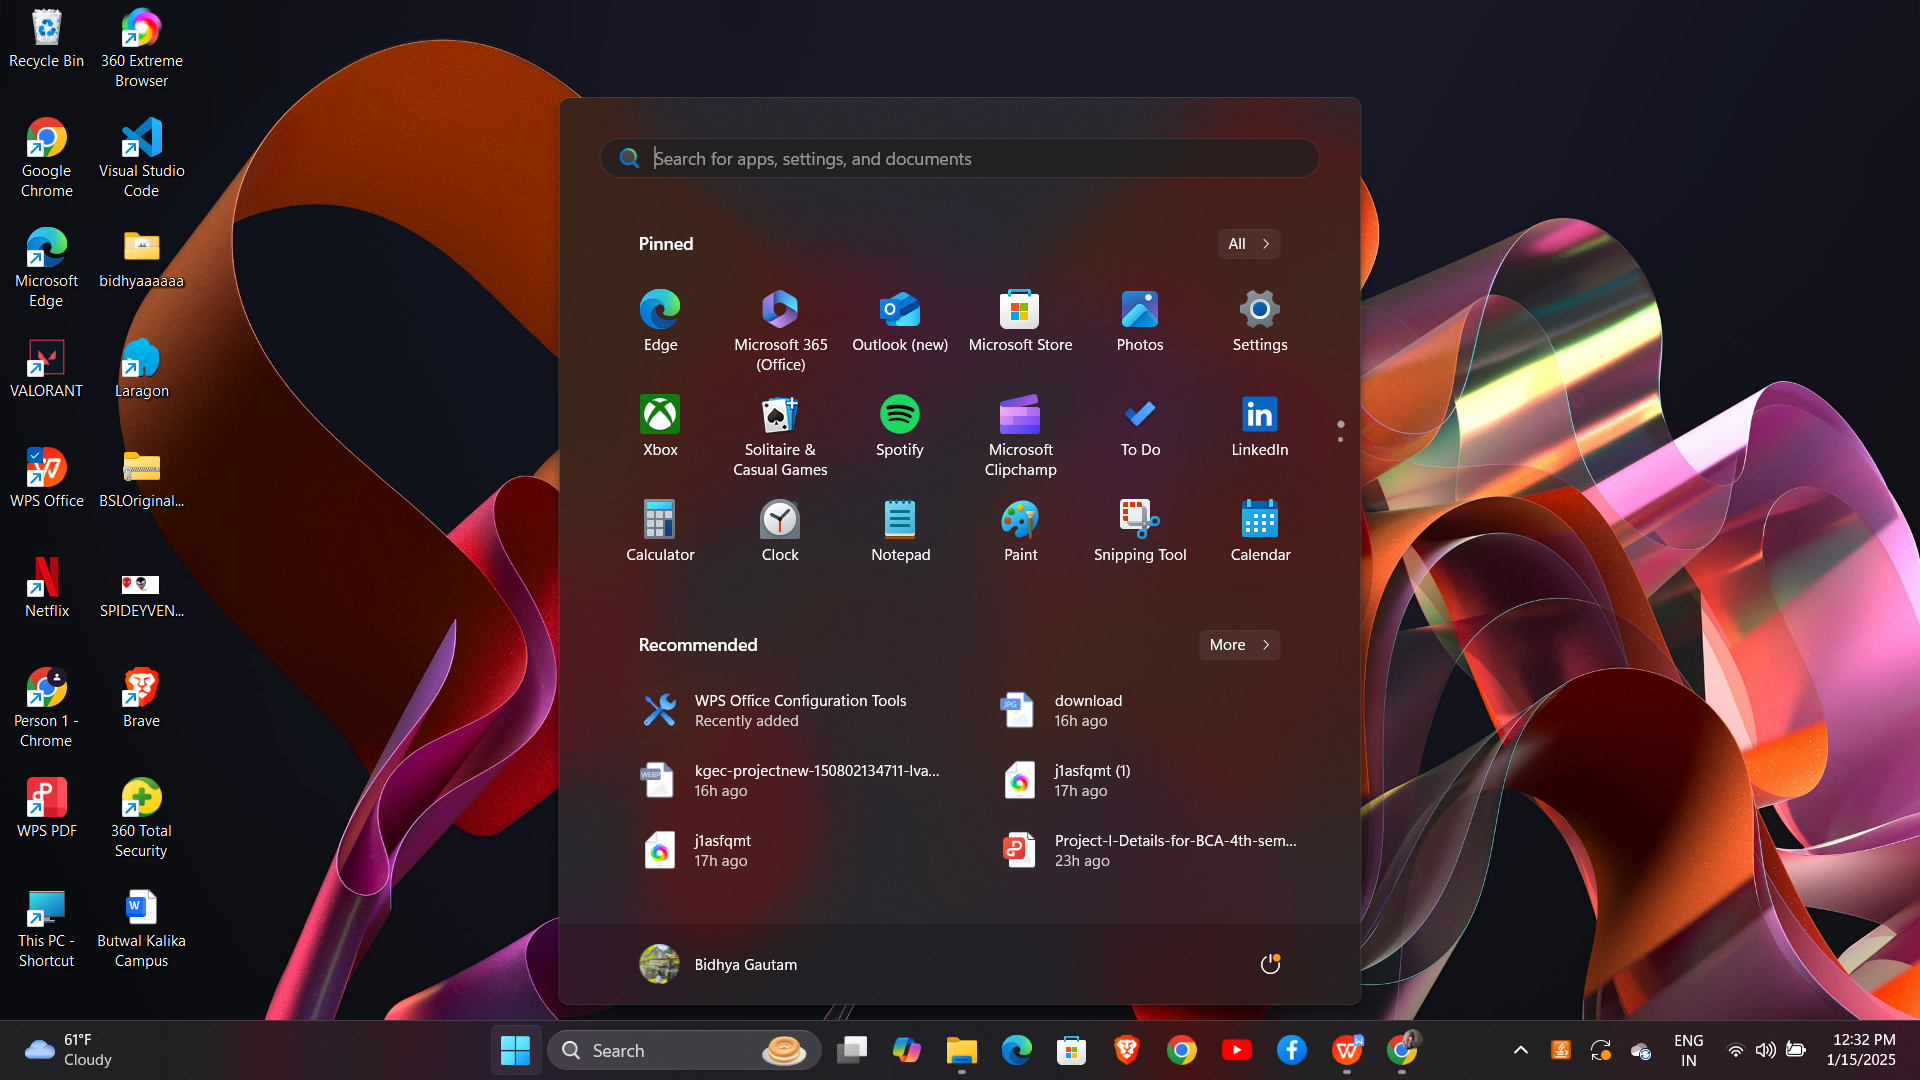 Recycle Bin
360 Extreme
Browser
Google
Chrome
Visual Studio
Code
Microsoft
Edge
bidhyaaaaaa
VALORANT
Laragon
WPS Office
BSLOriginal...
Netflix
SPIDEYVEN...
Person 1 -
Chrome
Brave
WPS PDF
360 Total
Security
This PC -
Shortcut
Butwal Kalika
Campus
Search for apps, settings, and documents
Pinned
All
Edge
Microsoft 365
(Office)
Outlook (new)
Microsoft Store
Photos
Settings
Xbox
Solitaire &
Casual Games
Spotify
Microsoft
Clipchamp
To Do
LinkedIn
Calculator
Clock
Notepad
Paint
Snipping Tool
Calendar
Recommended
More
WPS Office Configuration Tools
Recently added
JPG
download
16h ago
WEBP
kgec-projectnew-150802134711-lva...
16h ago
j1asfqmt (1)
17h ago
j1asfqmt
17h ago
Project-I-Details-for-BCA-4th-sem...
23h ago
Bidhya Gautam
61°F
Cloudy
Search
ENG
IN
12:32 PM
1/15/2025